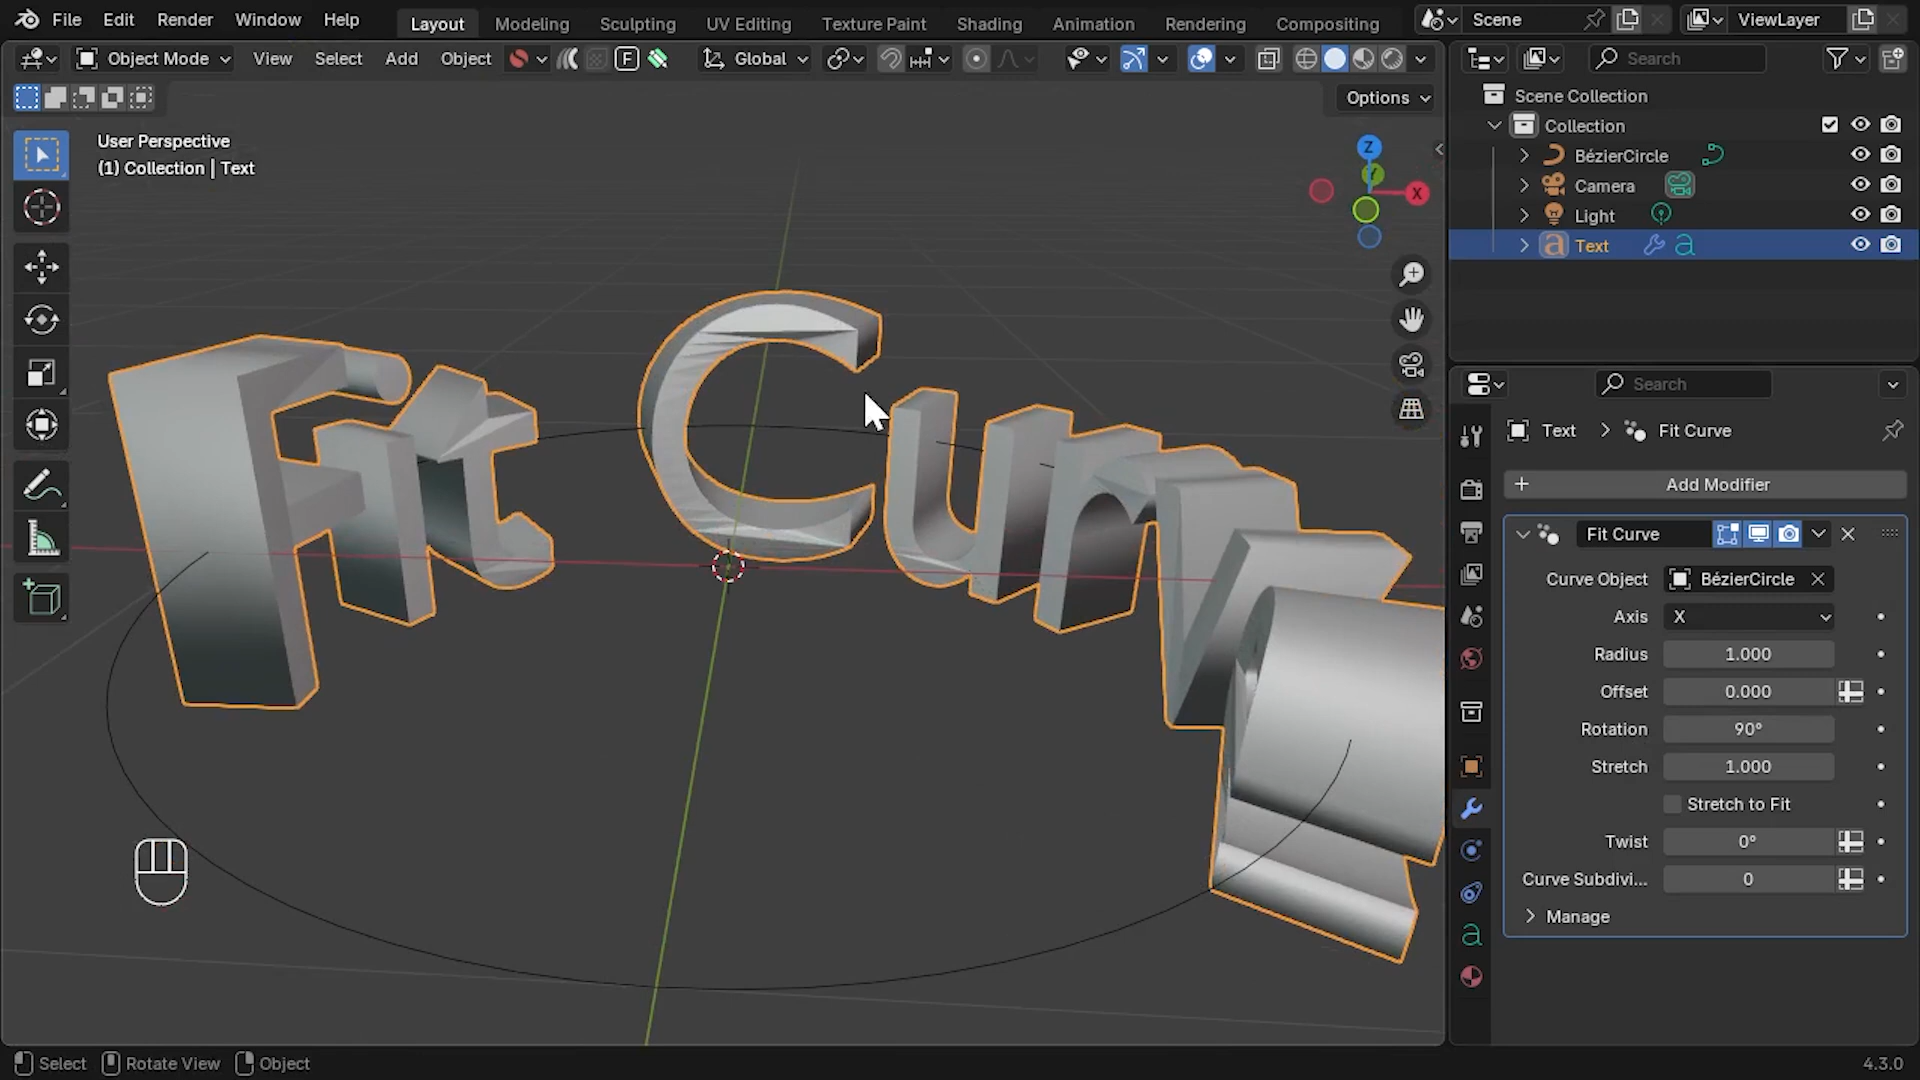 File Edit Render Window Help Layout Modeling Sculpting UV Editing Texture Paint Shading Animation Rendering Compositing Scene ViewLayer
Object Mode View Select Add Object F Global Search
Options
User Perspective
(1) Collection | Text
Z
Y
X
Fit Curve
Scene Collection
Collection
BézierCircle
Camera
Light
a Text a
Search
Text > Fit Curve
+ Add Modifier
Fit Curve
Curve Object BézierCircle
Axis X
Radius 1.000
Offset 0.000
Rotation 90°
Stretch 1.000
Stretch to Fit
Twist 0°
Curve Subdivi... 0
Manage
a
Select Rotate View Object 4.3.0